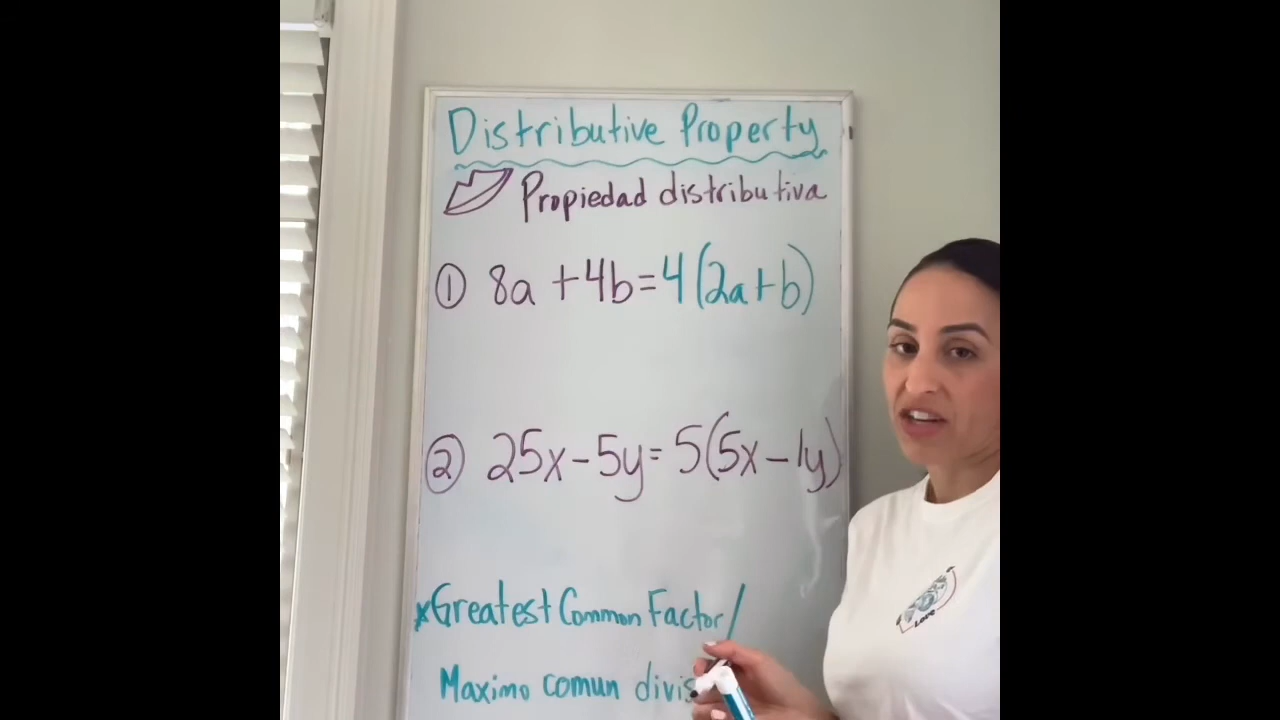 Distributive Property
Propiedad distributiva
① 8a + 4b = 4(2a + b)
② 25x - 5y = 5(5x - 1y)
*Greatest Common Factor/
Maximo comun divis
Love